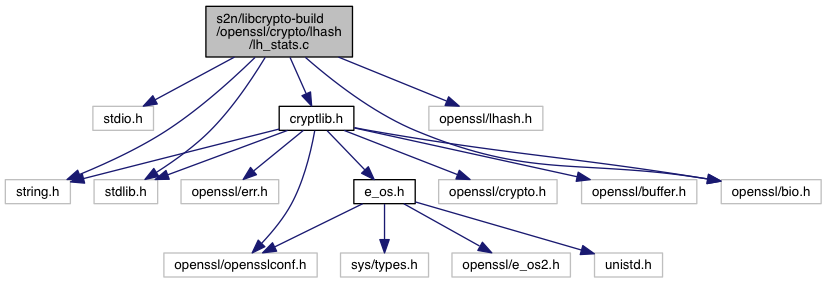 s2n/libcrypto-build
/openssl/crypto/lhash
/lh_stats.c
stdio.h
cryptlib.h
openssl/lhash.h
string.h
stdlib.h
openssl/err.h
e_os.h
openssl/crypto.h
openssl/buffer.h
openssl/bio.h
openssl/opensslconf.h
sys/types.h
openssl/e_os2.h
unistd.h